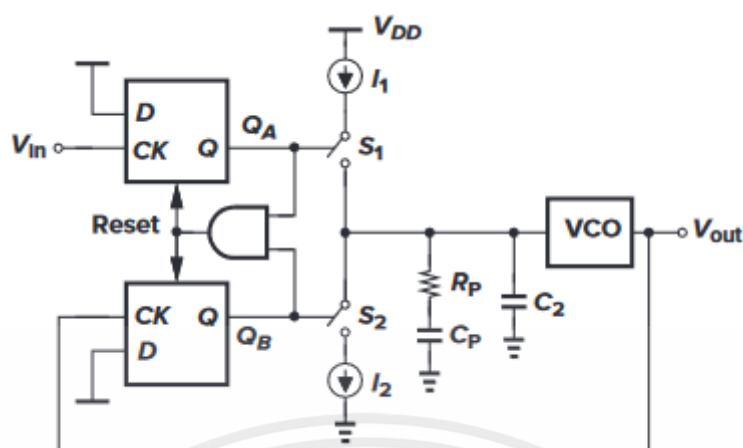 V_DD
I_1
D
Q_A
V_in
CK
Q
S_1
Reset
VCO
V_out
R_P
C_2
CK
Q
S_2
Q_B
C_P
D
I_2